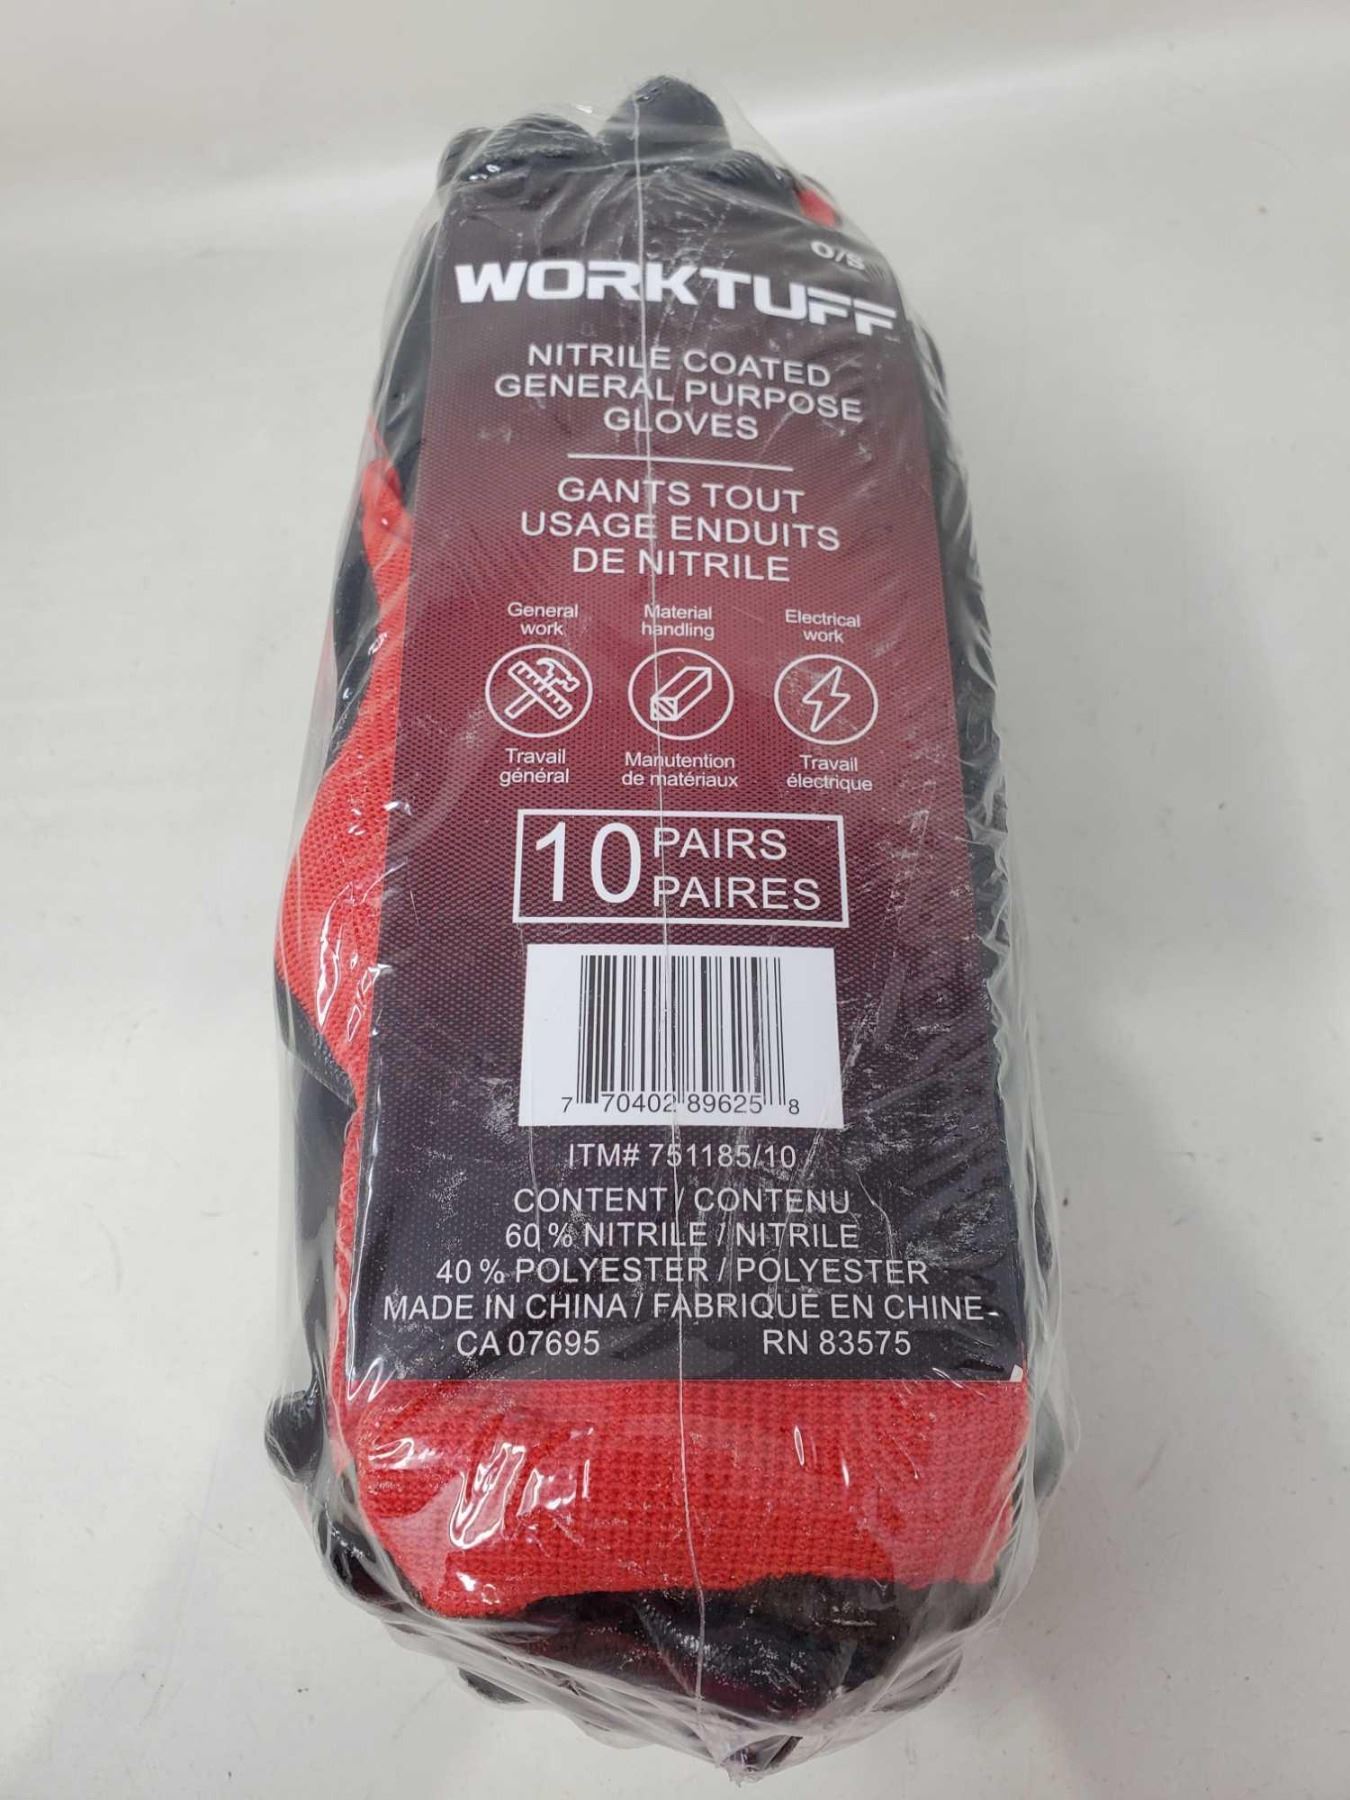 O/S
WORKTUFF
NITRILE COATED
GENERAL PURPOSE
GLOVES
GANTS TOUT
USAGE ENDUITS
DE NITRILE
General work
Material handling
Electrical work
Travail général
Manutention de matériaux
Travail électrique
10 PAIRS
PAIRES
7 70402 89625 8
ITM# 751185/10
CONTENT / CONTENU
60 % NITRILE / NITRILE
40 % POLYESTER / POLYESTER
MADE IN CHINA / FABRIQUE EN CHINE
CA 07695 RN 83575